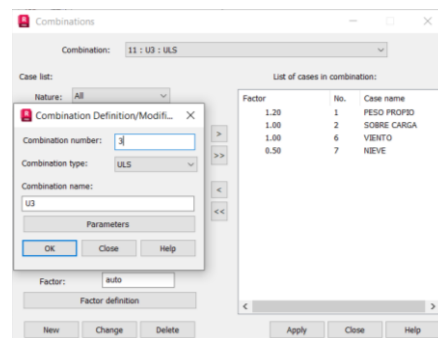 Combinations
Combination: 11 : U3 : ULS
Case list:
List of cases in combination:
Nature: All
Factor No. Case name
1.20 1 PESO PROPIO
1.00 2 SOBRE CARGA
1.00 6 VIENTO
0.50 7 NIEVE
Combination Definition/Modifi...
Combination number: 3
Combination type: ULS
Combination name:
U3
Parameters
OK Close Help
>
>>
<
<<
Factor: auto
Factor definition
New Change Delete
Apply Close Help